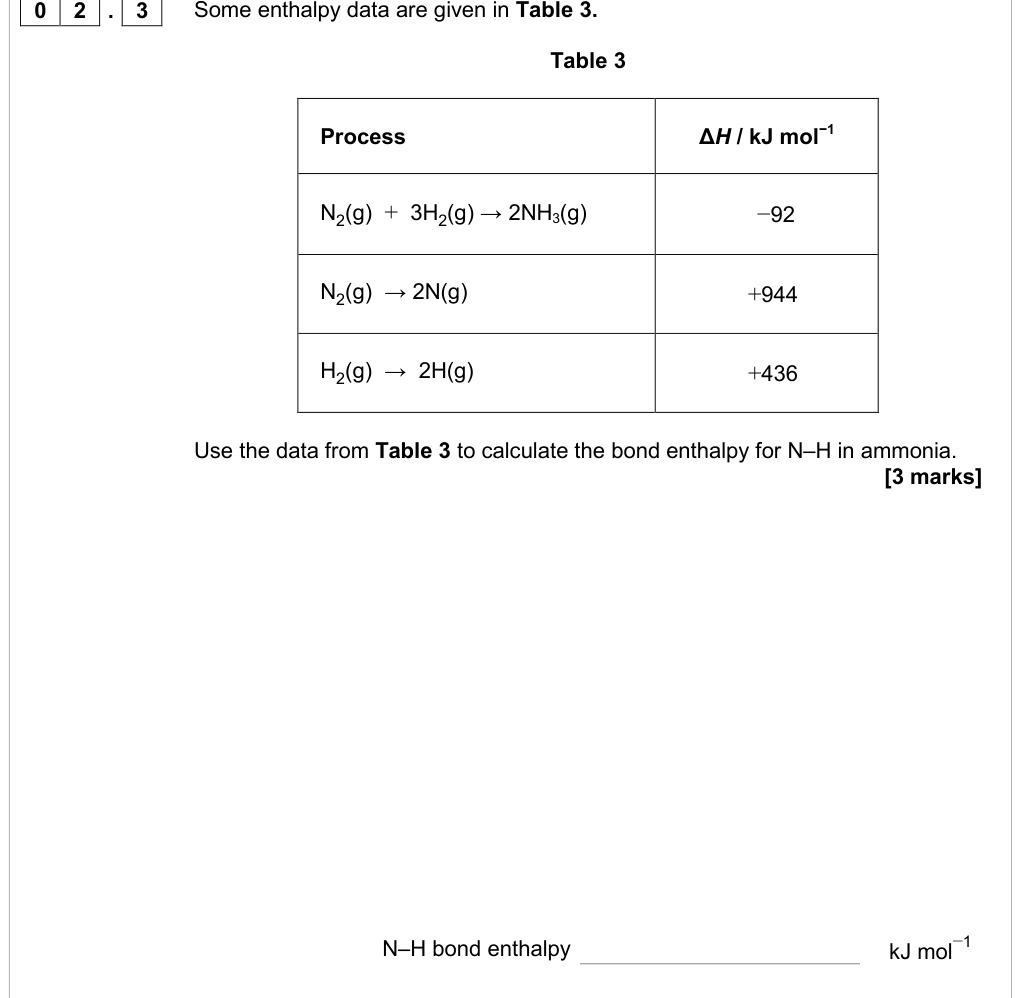 0 2 . 3 Some enthalpy data are given in Table 3.
Table 3
Process ΔH / kJ mol⁻¹
N₂(g) + 3H₂(g) → 2NH₃(g) −92
N₂(g) → 2N(g) +944
H₂(g) → 2H(g) +436
Use the data from Table 3 to calculate the bond enthalpy for N–H in ammonia.
[3 marks]
N–H bond enthalpy kJ mol⁻¹